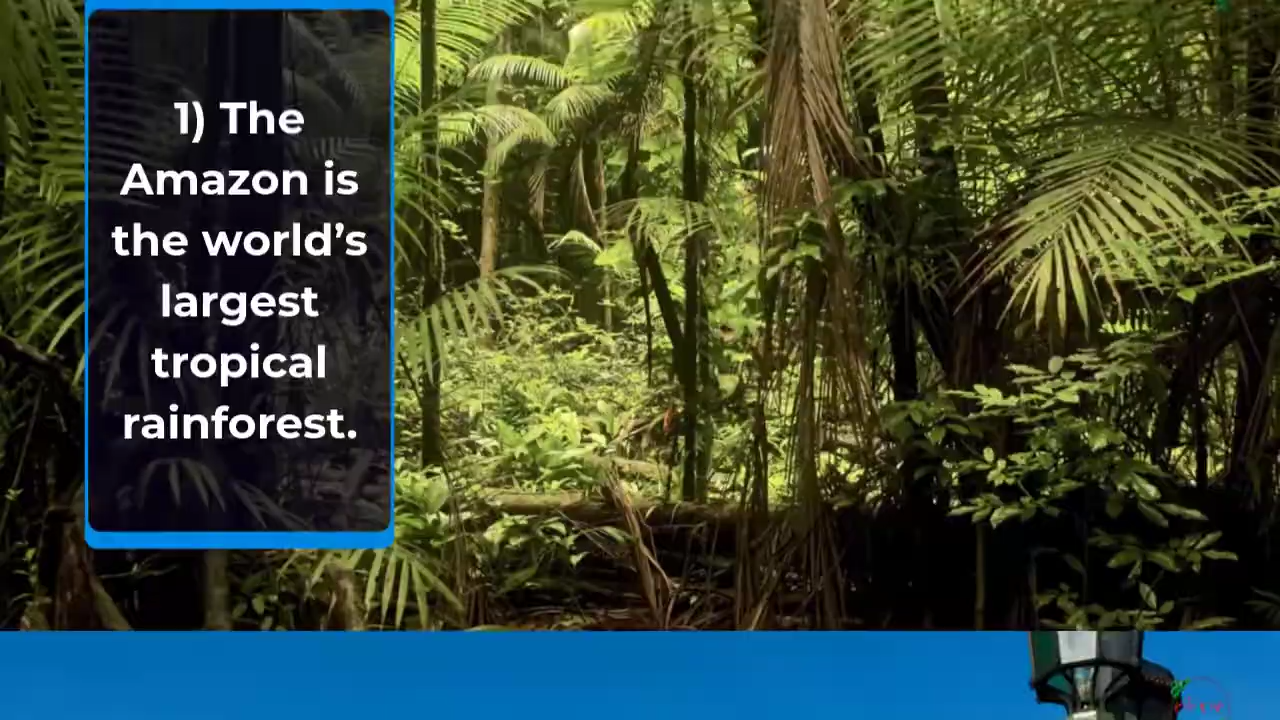 1) The
Amazon is
the world’s
largest
tropical
rainforest.